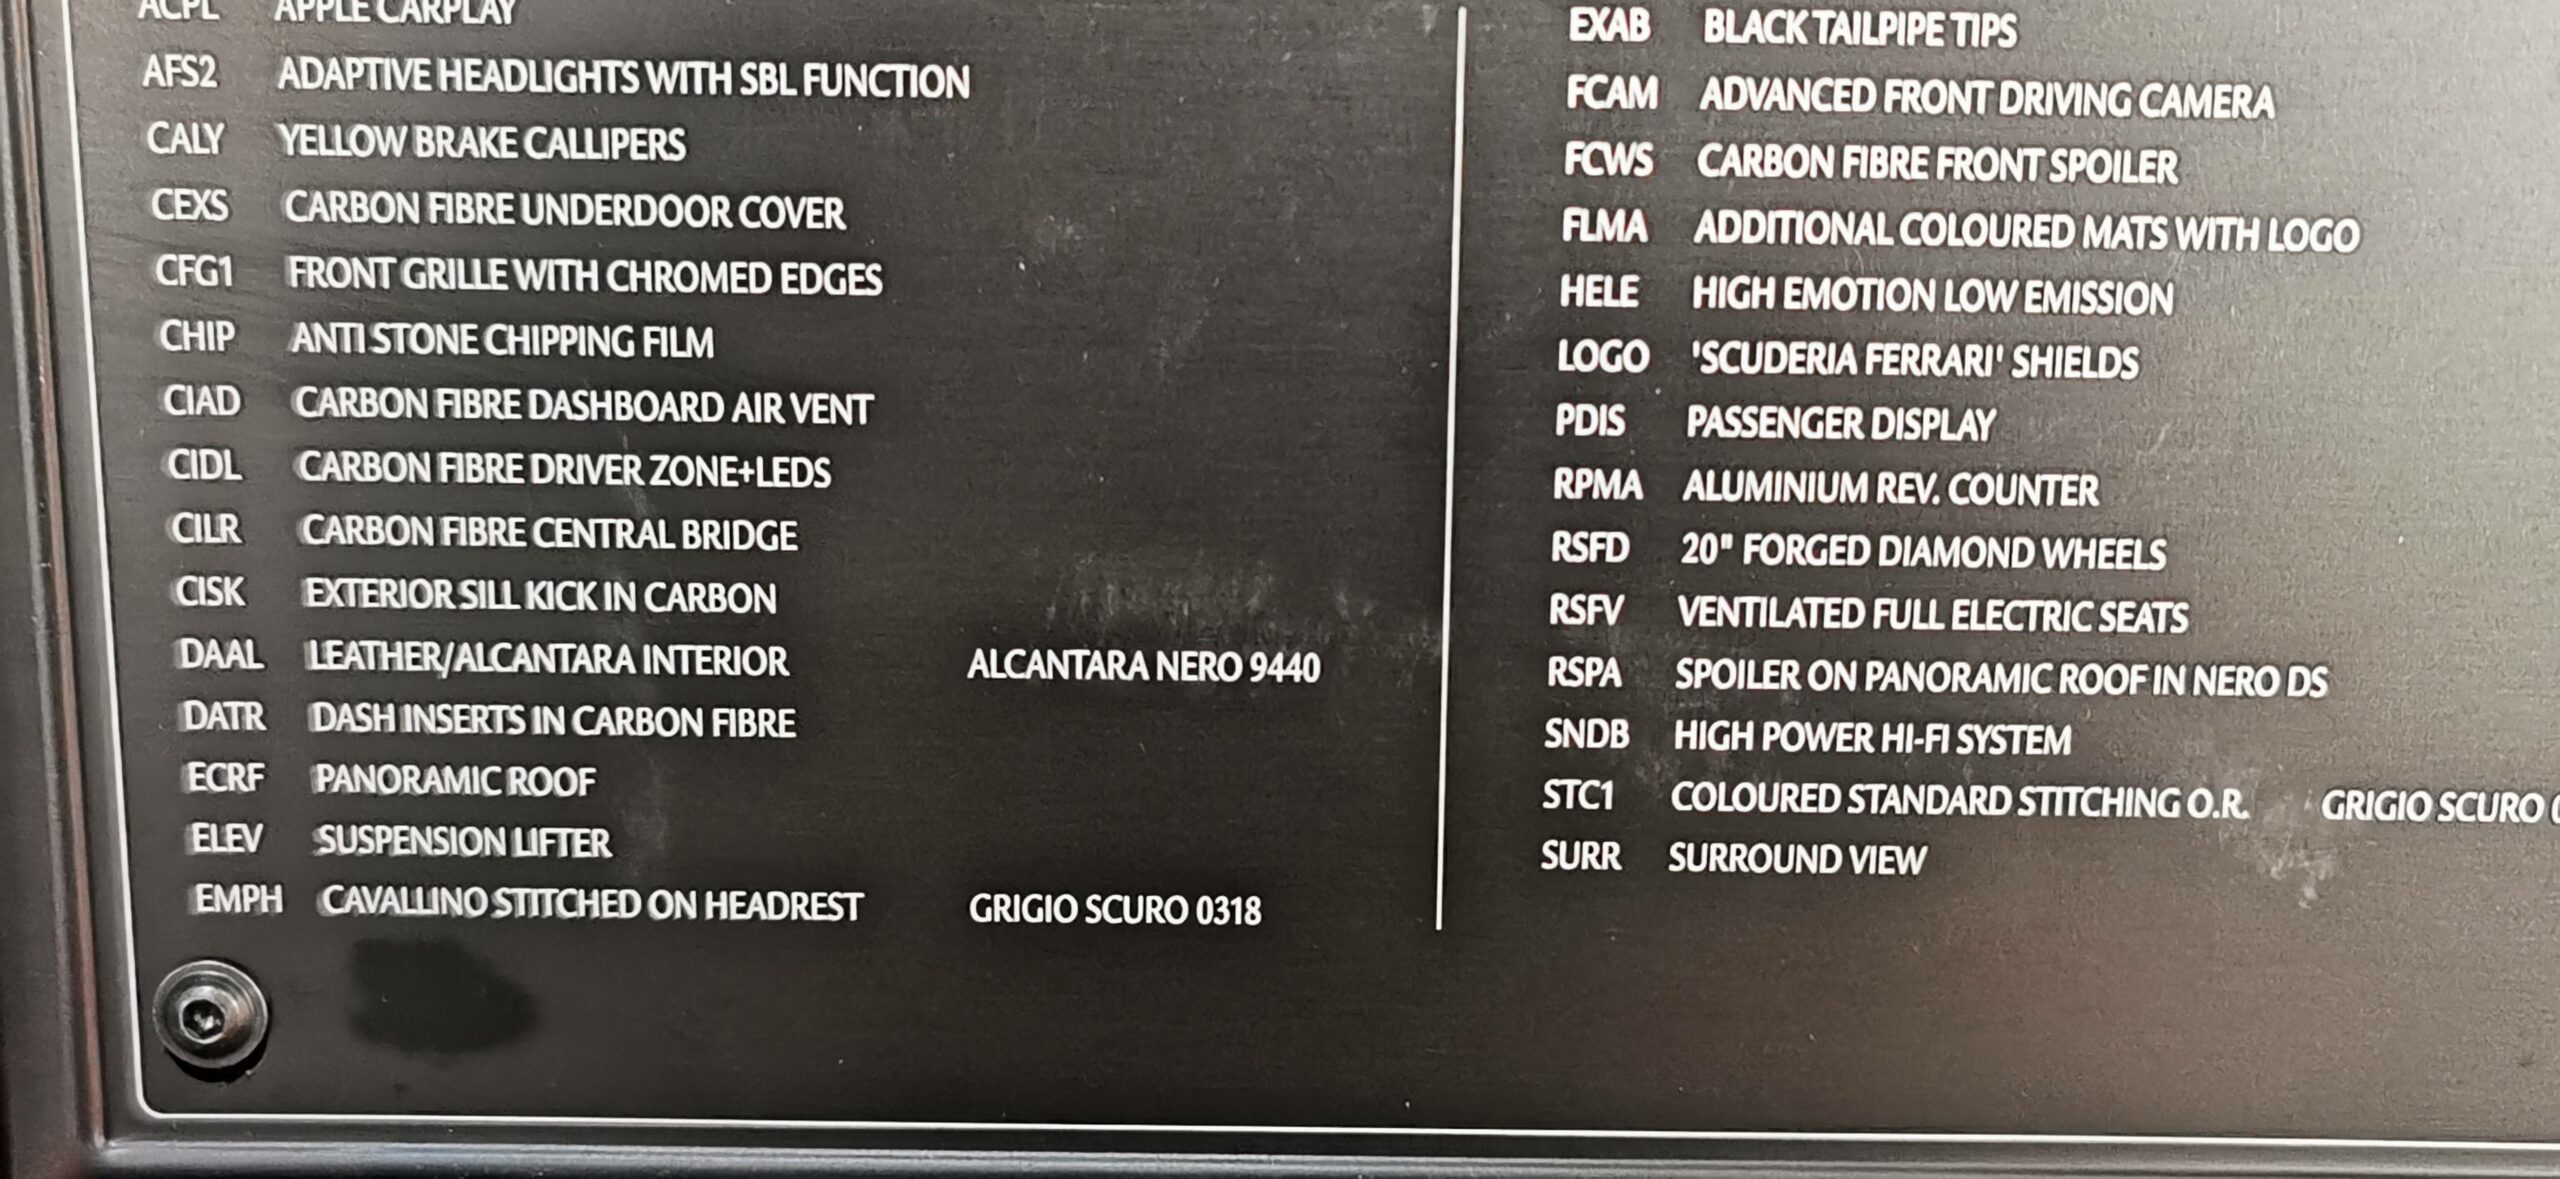 ACPL APPLE CARPLAY
AFS2 ADAPTIVE HEADLIGHTS WITH SBL FUNCTION
CALY YELLOW BRAKE CALLIPERS
CEXS CARBON FIBRE UNDERDOOR COVER
CFG1 FRONT GRILLE WITH CHROMED EDGES
CHIP ANTI STONE CHIPPING FILM
CIAD CARBON FIBRE DASHBOARD AIR VENT
CIDL CARBON FIBRE DRIVER ZONE+LEDS
CILR CARBON FIBRE CENTRAL BRIDGE
CISK EXTERIOR SILL KICK IN CARBON
DAAL LEATHER/ALCANTARA INTERIOR ALCANTARA NERO 9440
DATR DASH INSERTS IN CARBON FIBRE
ECRF PANORAMIC ROOF
ELEV SUSPENSION LIFTER
EMPH CAVALLINO STITCHED ON HEADREST GRIGIO SCURO 0318
EXAB BLACK TAILPIPE TIPS
FCAM ADVANCED FRONT DRIVING CAMERA
FCWS CARBON FIBRE FRONT SPOILER
FLMA ADDITIONAL COLOURED MATS WITH LOGO
HELE HIGH EMOTION LOW EMISSION
LOGO 'SCUDERIA FERRARI' SHIELDS
PDIS PASSENGER DISPLAY
RPMA ALUMINIUM REV. COUNTER
RSFD 20" FORGED DIAMOND WHEELS
RSFV VENTILATED FULL ELECTRIC SEATS
RSPA SPOILER ON PANORAMIC ROOF IN NERO DS
SNDB HIGH POWER HI-FI SYSTEM
STC1 COLOURED STANDARD STITCHING O.R. GRIGIO SCURO
SURR SURROUND VIEW